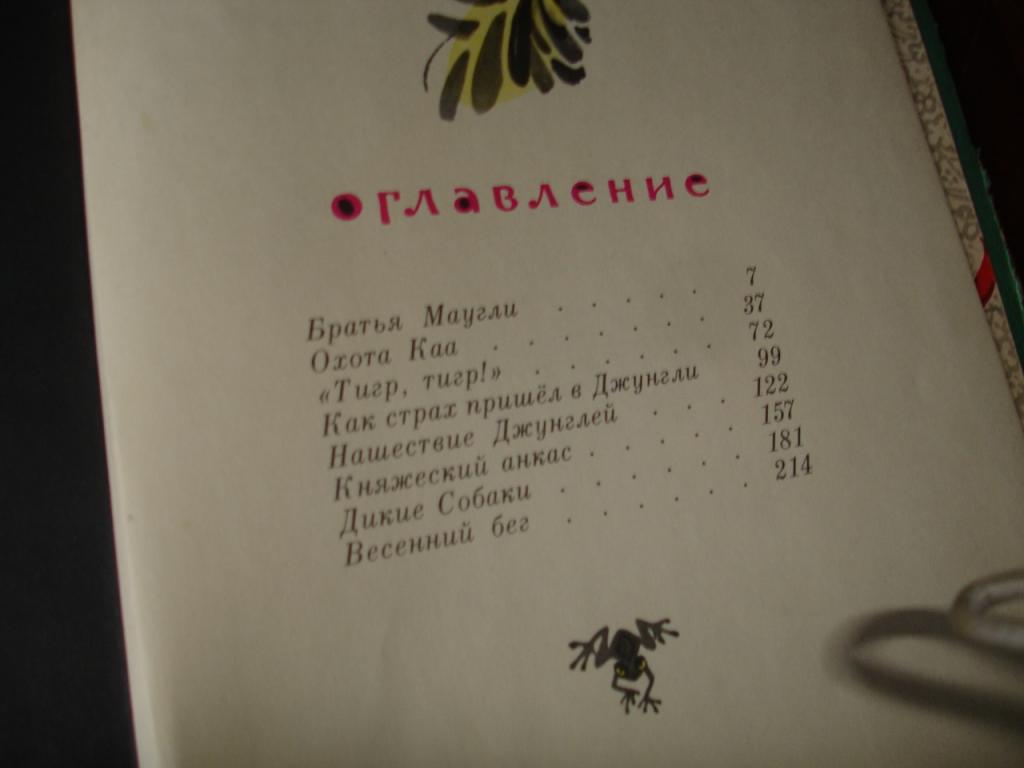 оглавление
Братья Маугли . . . . . 7
Охота Каа . . . . . . . 37
«Тигр, тигр!» . . . . . . 72
Как страх пришёл в Джунгли 99
Нашествие Джунглей . . . 122
Княжеский анкас . . . . . 157
Дикие Собаки . . . . . . 181
Весенний бег . . . . . . 214